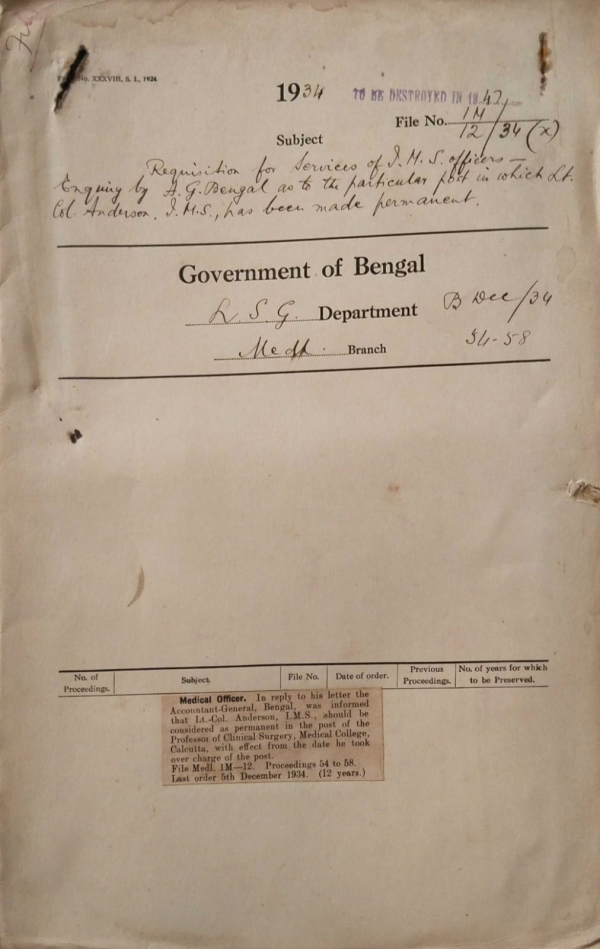 No. XXXVIII, S. L., 1926
1934
TO BE DESTROYED IN 1947
File No. 1M/12/34 (x)
Subject
Requisition for Services of I. M. S. officers —
Enquiry by A. G. Bengal as to the particular post in which Lt.
Col. Anderson, I.M.S., has been made permanent.
Government of Bengal
L. S. G. Department
B Dec/34
Medl. Branch
54-58
No. of Proceedings. Subject. File No. Date of order. Previous Proceedings. No. of years for which to be Preserved.
Medical Officer. In reply to his letter the
Accountant-General, Bengal, was informed
that Lt.-Col. Anderson, I.M.S., should be
considered as permanent in the post of the
Professor of Clinical Surgery, Medical College,
Calcutta, with effect from the date he took
over charge of the post.
File Medl. 1M—12. Proceedings 54 to 58.
Last order 5th December 1934. (12 years.)